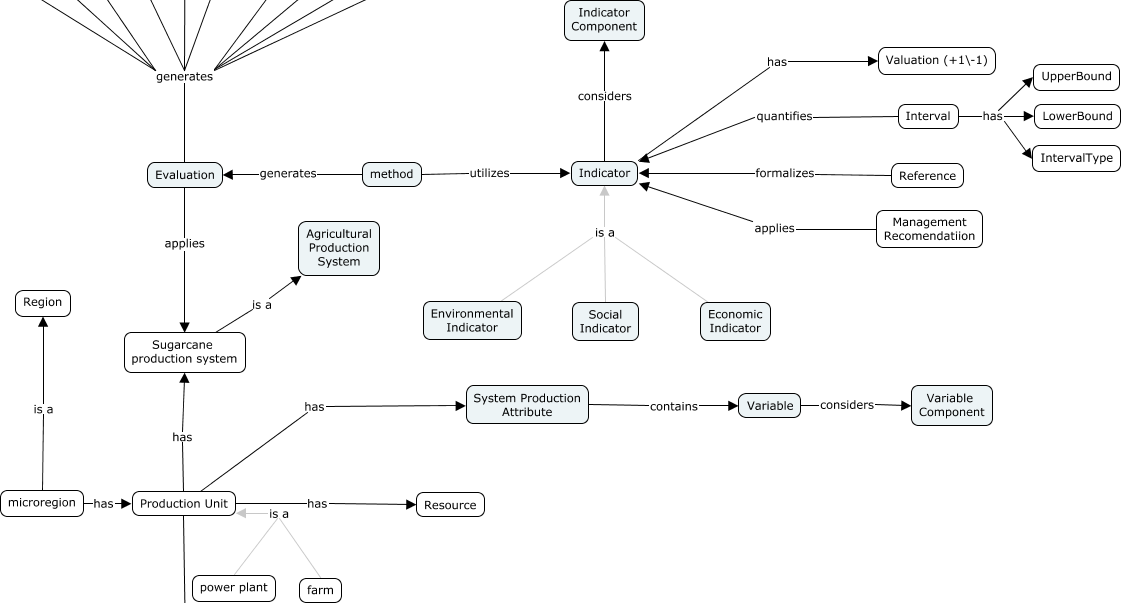 Indicator
Component
generates
has
Valuation (+1\-1)
UpperBound
considers
quantifies
Interval
has
LowerBound
IntervalType
Evaluation
generates
method
utilizes
Indicator
formalizes
Reference
applies
Management
Recomendatiion
applies
is a
Agricultural
Production
System
is a
Region
Environmental
Indicator
Social
Indicator
Economic
Indicator
Sugarcane
production system
is a
has
has
System Production
Attribute
contains
Variable
considers
Variable
Component
microregion
has
Production Unit
has
Resource
is a
power plant
farm